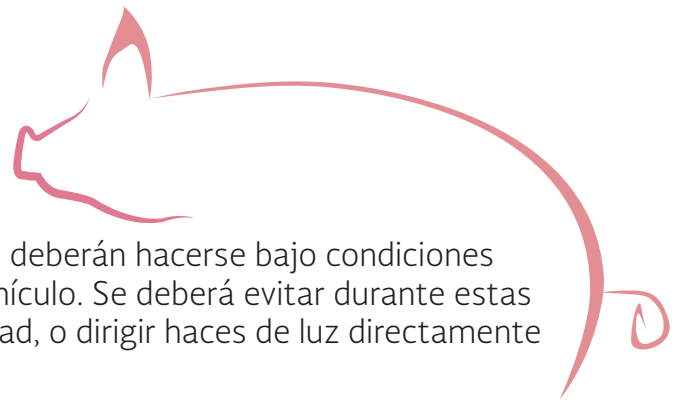 deberán hacerse bajo condiciones
hículo. Se deberá evitar durante estas
ad, o dirigir haces de luz directamente